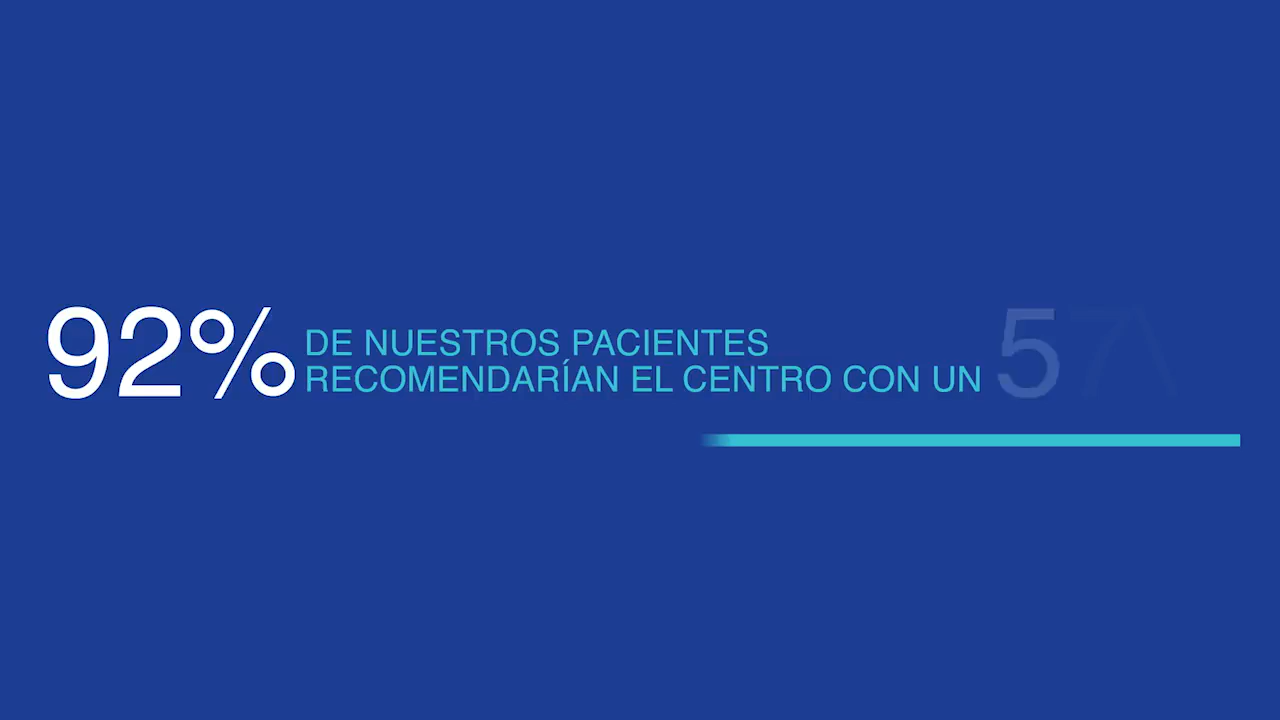 92% DE NUESTROS PACIENTES
RECOMENDARÍAN EL CENTRO CON UN 5